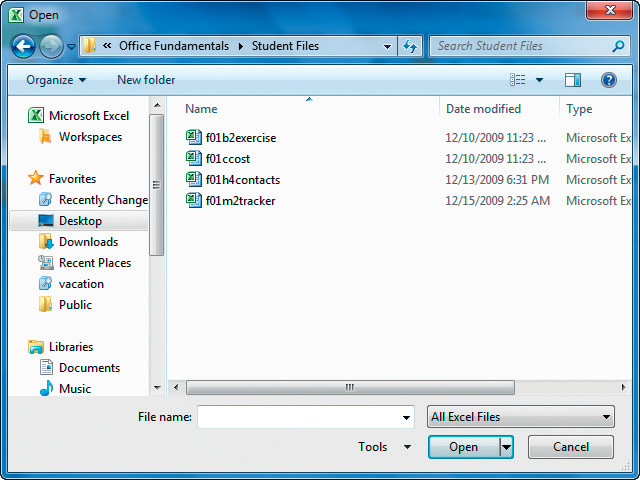 Open
« Office Fundamentals ▸ Student Files
Search Student Files
Organize
New folder
Microsoft Excel
Workspaces
Favorites
Recently Change
Desktop
Downloads
Recent Places
vacation
Public
Libraries
Documents
Music
Name Date modified Type
f01b2exercise 12/10/2009 11:23 ... Microsoft Ex
f01ccost 12/10/2009 11:23 ... Microsoft Ex
f01h4contacts 12/13/2009 6:31 PM Microsoft Ex
f01m2tracker 12/15/2009 2:25 AM Microsoft Ex
File name:
All Excel Files
Tools
Open
Cancel